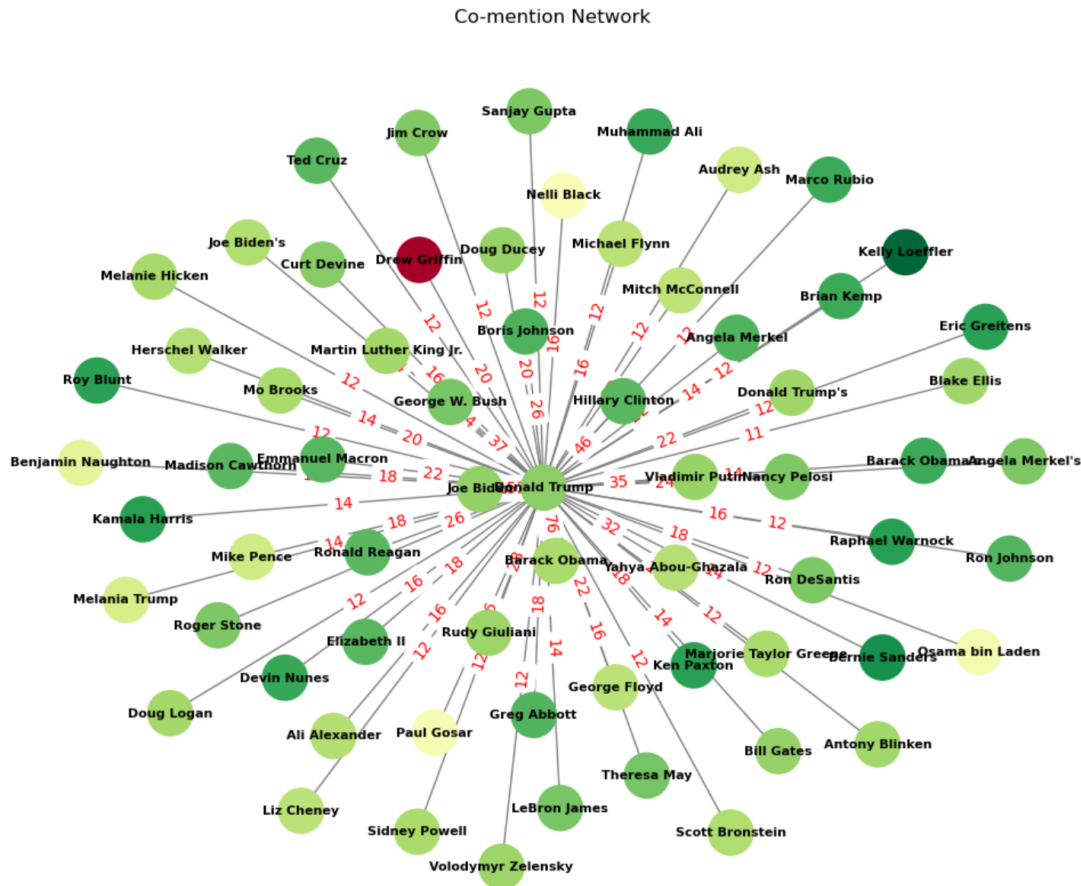 Co-mention Network
Sanjay Gupta
Jim Crow
Muhammad Ali
Ted Cruz
Audrey Ash
Marco Rubio
Nelli Black
Joe Biden's
Doug Ducey
Michael Flynn
Kelly Loeffler
Curt Devine
Drew Griffin
Melanie Hicken
Mitch McConnell
Brian Kemp
12
12
12
Eric Greitens
12
Boris Johnson
Angela Merkel
19
12
12
Herschel Walker
Martin Luther King Jr.
20
20
16
14
12
Roy Blunt
12
16
Blake Ellis
Mo Brooks
George W. Bush
26
Hillary Clinton
Donald Trump's
12
14
12
20
37
46
22
11
Benjamin Naughton
Madison Cawthorn
Emmanuel Macron
22
18
Barack Obama
Angela Merkel's
14
Joe Biden
Donald Trump
35
24
Vladimir Putin
Nancy Pelosi
Kamala Harris
14
18
26
76
32
16
12
14
Mike Pence
Ronald Reagan
18
Barack Obama
Yahya Abou-Ghazala
18
Raphael Warnock
Ron Johnson
Melania Trump
12
16
22
18
14
12
Ron DeSantis
Roger Stone
16
18
14
12
Elizabeth II
Rudy Giuliani
12
12
14
16
12
Marjorie Taylor Greene
Bernie Sanders
Osama bin Laden
Devin Nunes
12
Ken Paxton
George Floyd
Doug Logan
Greg Abbott
Ali Alexander
Paul Gosar
Bill Gates
Antony Blinken
Theresa May
Liz Cheney
LeBron James
Sidney Powell
Scott Bronstein
Volodymyr Zelensky